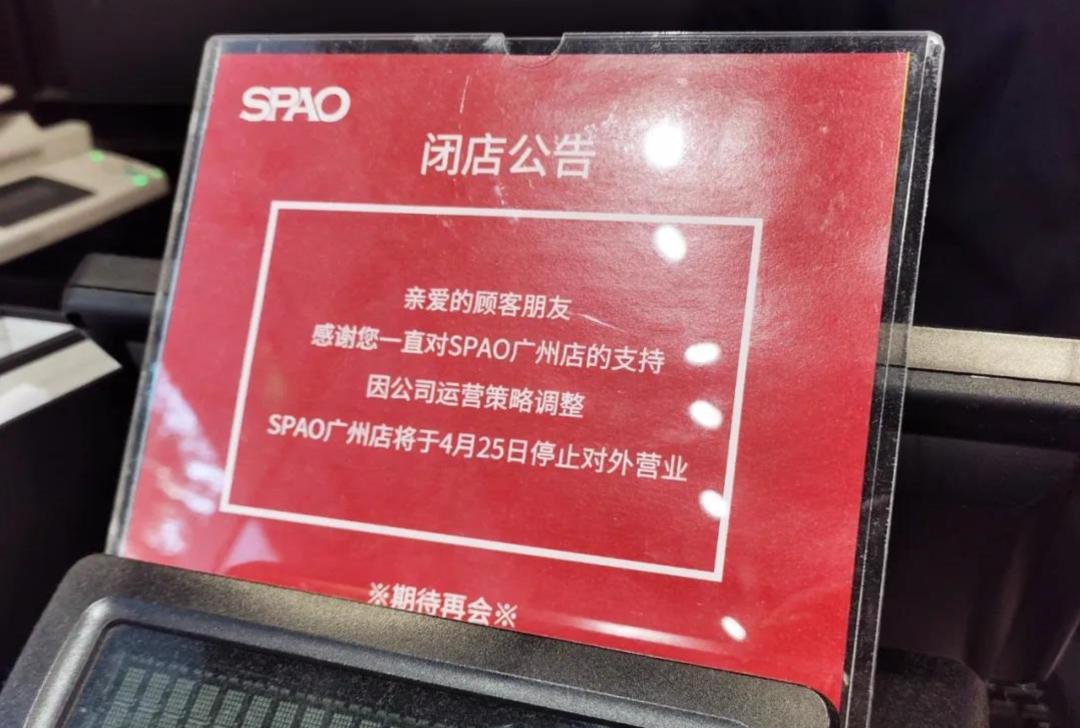 SPAO
闭店公告
亲爱的顾客朋友
感谢您一直对SPAO广州店的支持
因公司运营策略调整
SPAO广州店将于4月25日停止对外营业
※期待再会※